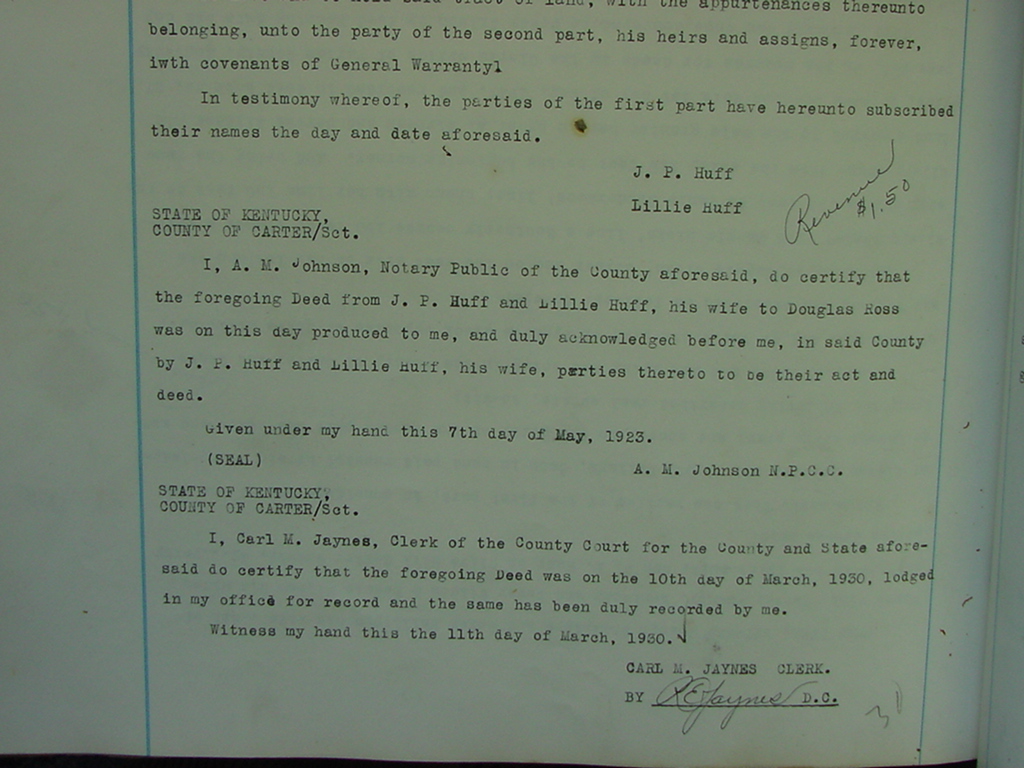 said tract of land, with the appurtenances thereunto
belonging, unto the party of the second part, his heirs and assigns, forever,
iwth covenants of General Warranty1
In testimony whereof, the parties of the first part have hereunto subscribed
their names the day and date aforesaid.
J. P. Huff
Lillie Huff
Revenue
$1.50
STATE OF KENTUCKY,
COUNTY OF CARTER/Sct.
I, A. M. Johnson, Notary Public of the County aforesaid, do certify that
the foregoing Deed from J. P. Huff and Lillie Huff, his wife to Douglas Ross
was on this day produced to me, and duly acknowledged before me, in said County
by J. P. Huff and Lillie Huff, his wife, parties thereto to be their act and
deed.
Given under my hand this 7th day of May, 1923.
(SEAL)
A. M. Johnson N.P.C.C.
STATE OF KENTUCKY,
COUNTY OF CARTER/Sct.
I, Carl M. Jaynes, Clerk of the County Court for the County and State afore-
said do certify that the foregoing Deed was on the 10th day of March, 1930, lodged
in my office for record and the same has been duly recorded by me.
Witness my hand this the 11th day of March, 1930.
CARL M. JAYNES CLERK.
BY R E Jaynes D.C.